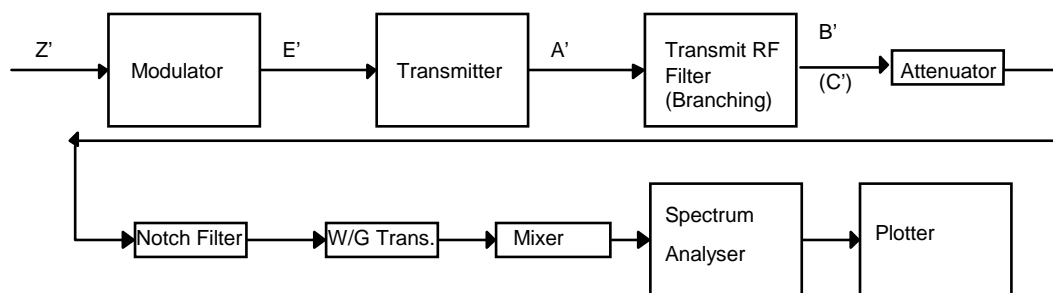 Z’
Modulator
E’
Transmitter
A’
Transmit RF
Filter
(Branching)
B’
(C’)
Attenuator
Notch Filter
W/G Trans.
Mixer
Spectrum
Analyser
Plotter